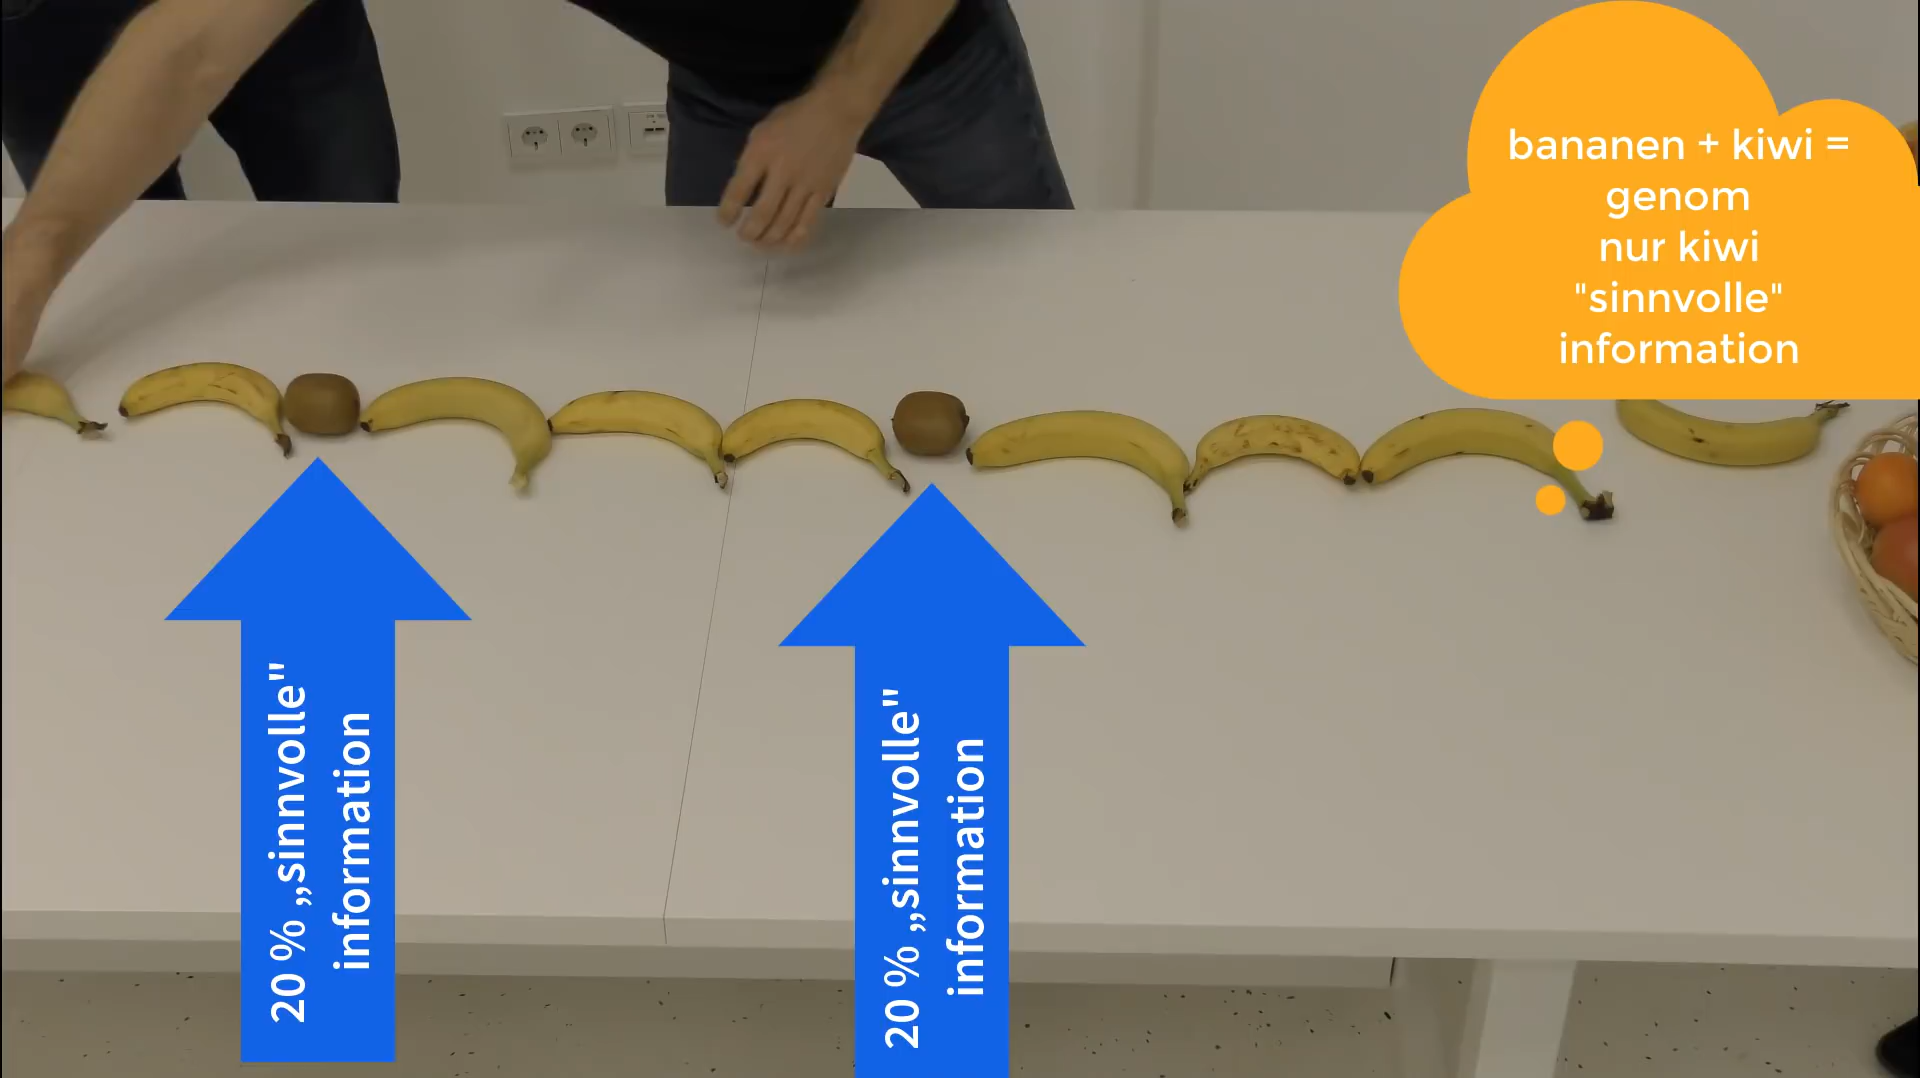 bananen + kiwi =
genom
nur kiwi
"sinnvolle"
information
20 % „sinnvolle"
information
20 % „sinnvolle"
information